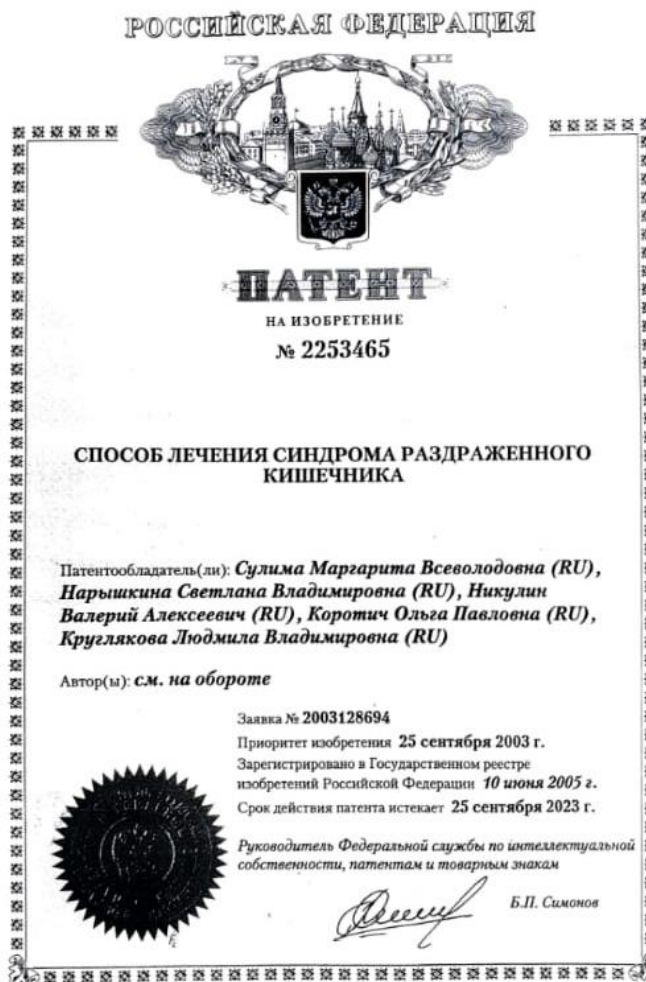 РОССИЙСКАЯ ФЕДЕРАЦИЯ
ПАТЕНТ
НА ИЗОБРЕТЕНИЕ
№ 2253465
СПОСОБ ЛЕЧЕНИЯ СИНДРОМА РАЗДРАЖЕННОГО
КИШЕЧНИКА
Патентообладатель(ли): Сулима Маргарита Всеволодовна (RU),
Нарышкина Светлана Владимировна (RU), Никулин
Валерий Алексеевич (RU), Коротич Ольга Павловна (RU),
Круглякова Людмила Владимировна (RU)
Автор(ы): см. на обороте
Заявка № 2003128694
Приоритет изобретения 25 сентября 2003 г.
Зарегистрировано в Государственном реестре
изобретений Российской Федерации 10 июня 2005 г.
Срок действия патента истекает 25 сентября 2023 г.
Руководитель Федеральной службы по интеллектуальной
собственности, патентам и товарным знакам
Б.П. Симонов